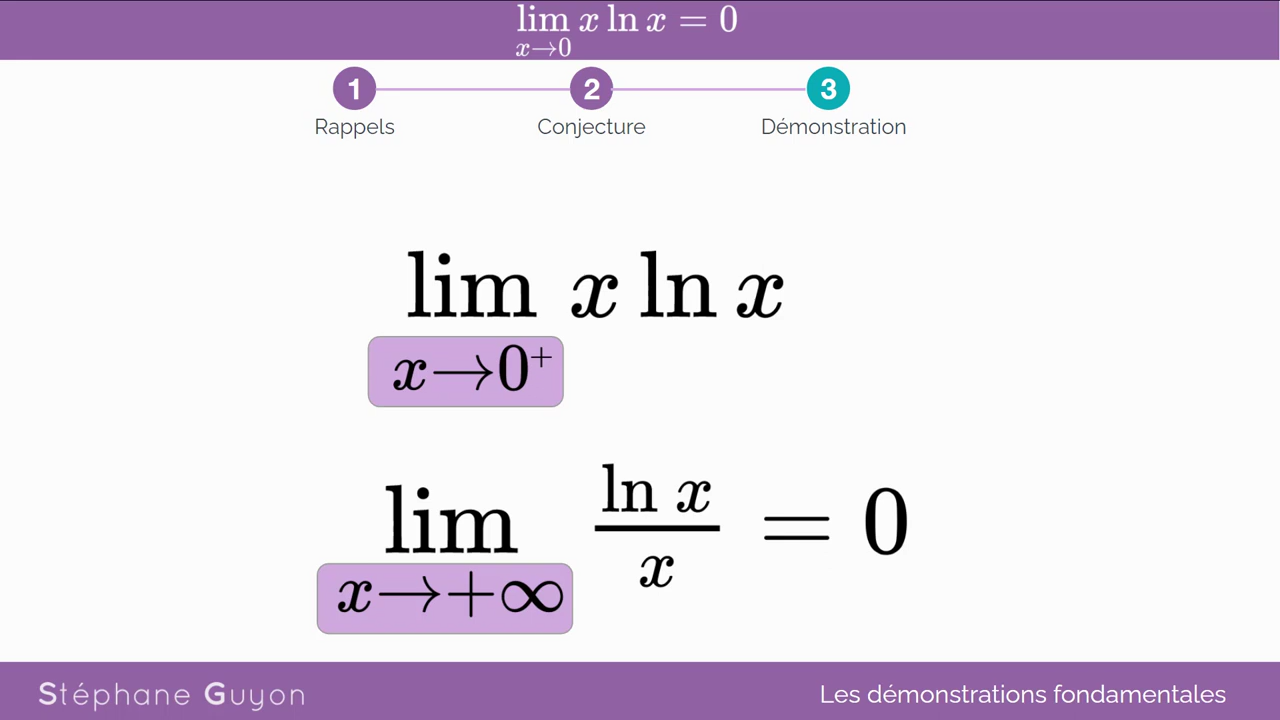 lim x ln x = 0
x→0
1 2 3
Rappels Conjecture Démonstration
lim x ln x
x→0⁺
lim ln x / x = 0
x→+∞
Stéphane Guyon Les démonstrations fondamentales